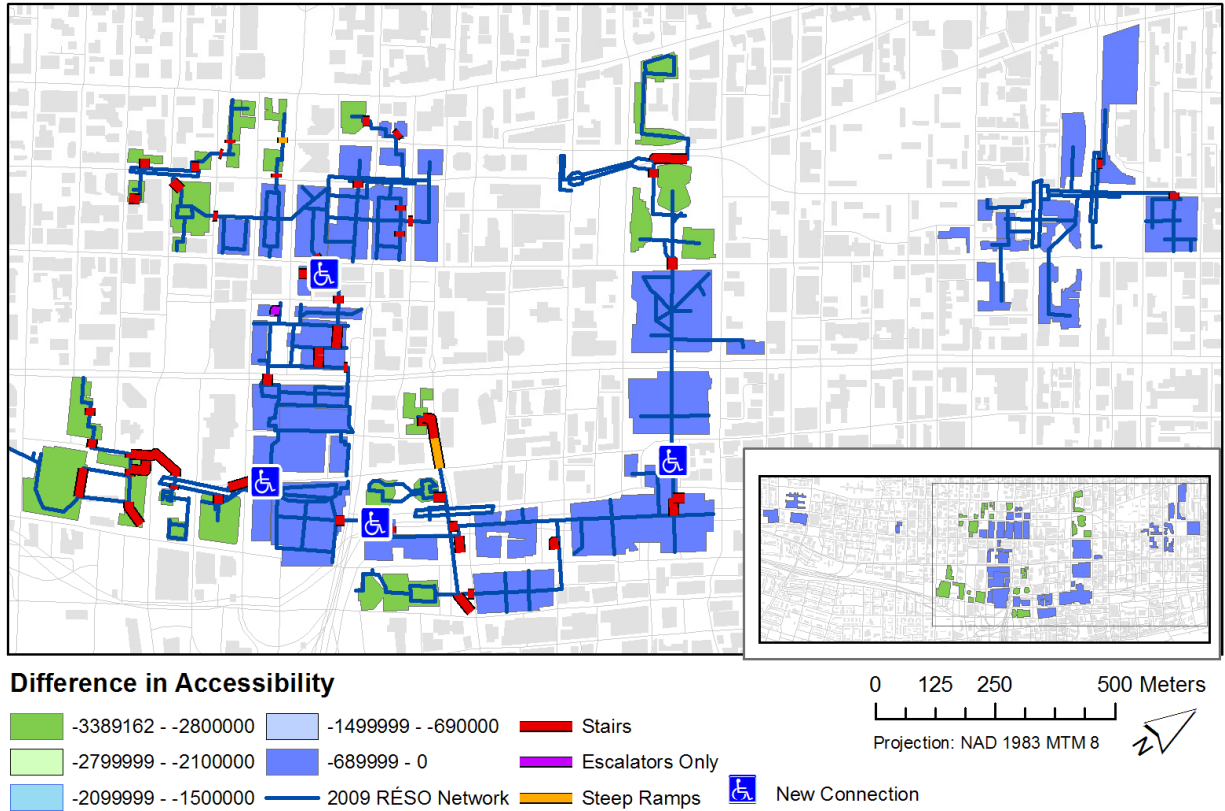 Difference in Accessibility
-3389162 - -2800000
-2799999 - -2100000
-2099999 - -1500000
-1499999 - -690000
-689999 - 0
2009 RÉSO Network
Stairs
Escalators Only
Steep Ramps
New Connection
0 125 250 500 Meters
Projection: NAD 1983 MTM 8
N